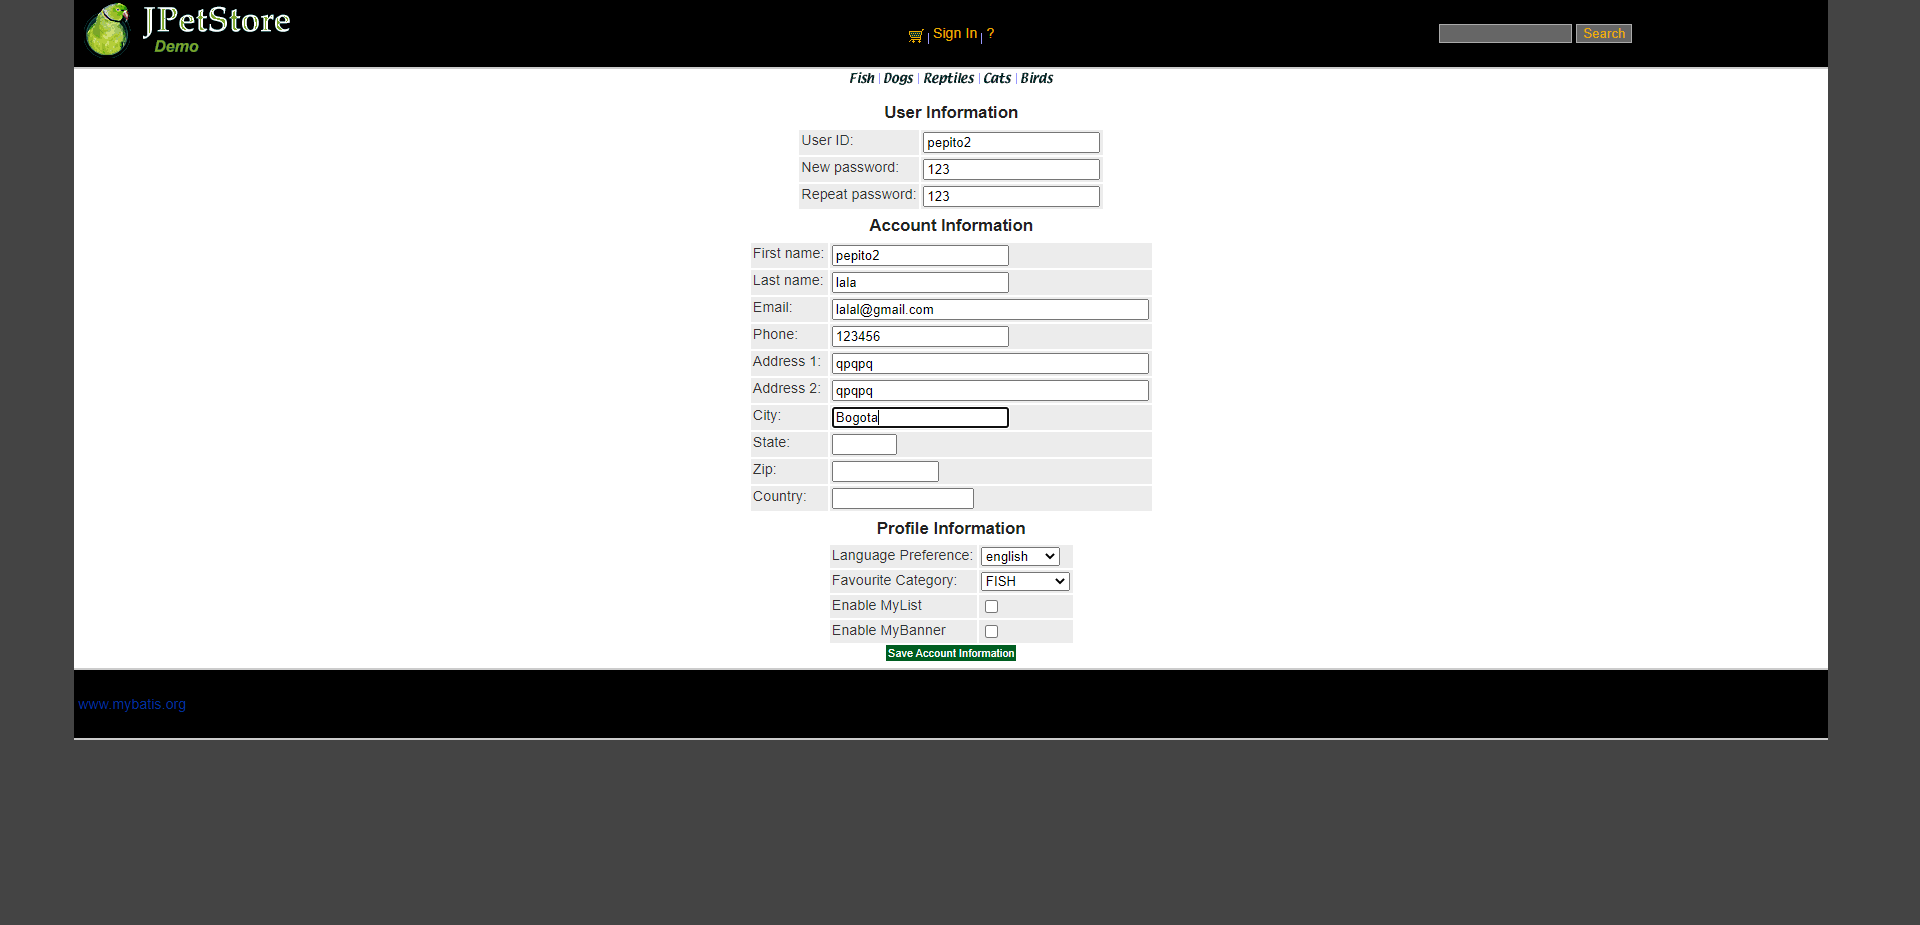 JPetStore
Demo
Sign In | ?
Search
Fish | Dogs | Reptiles | Cats | Birds
User Information
User ID: pepito2
New password: 123
Repeat password: 123
Account Information
First name: pepito2
Last name: lala
Email: lalal@gmail.com
Phone: 123456
Address 1: qpqpq
Address 2: qpqpq
City: Bogota
State:
Zip:
Country:
Profile Information
Language Preference: english
Favourite Category: FISH
Enable MyList
Enable MyBanner
Save Account Information
www.mybatis.org